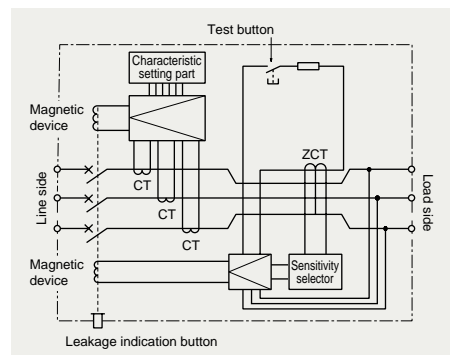 Test button
Characteristic
setting part
Magnetic
device
ZCT
CT
CT
CT
Line side
Load side
Magnetic
device
Sensitivity
selector
Leakage indication button